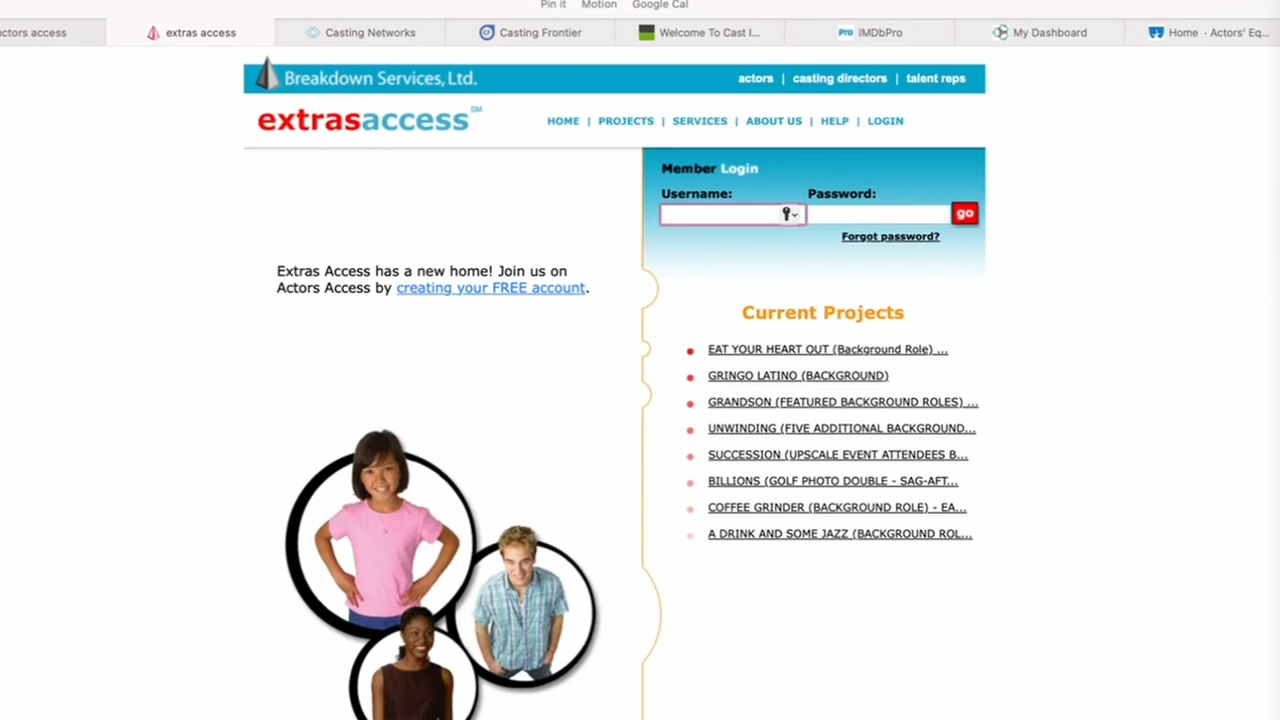 Pin it Motion Google Cal
actors access extras access Casting Networks Casting Frontier Welcome To Cast I... Pro IMDbPro My Dashboard Home · Actors' Eq...
Breakdown Services, Ltd. actors | casting directors | talent reps
extrasaccess SM HOME | PROJECTS | SERVICES | ABOUT US | HELP | LOGIN
Member Login
Username: Password:
go
Forgot password?
Extras Access has a new home! Join us on
Actors Access by creating your FREE account.
Current Projects
EAT YOUR HEART OUT (Background Role) ...
GRINGO LATINO (BACKGROUND)
GRANDSON (FEATURED BACKGROUND ROLES) ...
UNWINDING (FIVE ADDITIONAL BACKGROUND...
SUCCESSION (UPSCALE EVENT ATTENDEES B...
BILLIONS (GOLF PHOTO DOUBLE - SAG-AFT...
COFFEE GRINDER (BACKGROUND ROLE) - EA...
A DRINK AND SOME JAZZ (BACKGROUND ROL...